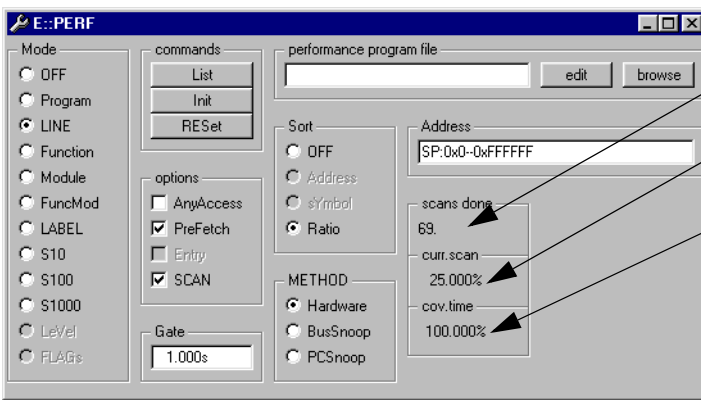 E::PERF
Mode
OFF
Program
LINE
Function
Module
FuncMod
LABEL
S10
S100
S1000
LeVel
FLAGs
commands
List
Init
RESet
options
AnyAccess
PreFetch
Entry
SCAN
Gate
1.000s
performance program file
edit
browse
Sort
OFF
Address
sYmbol
Ratio
METHOD
Hardware
BusSnoop
PCSnoop
Address
SP:0x0--0xFFFFFF
scans done
69.
curr.scan
25.000%
cov.time
100.000%